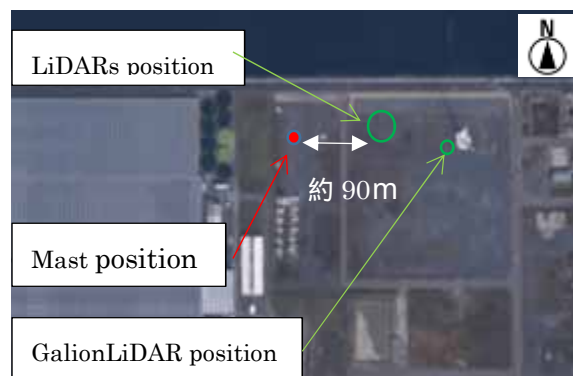 N
LiDARs position
約 90m
Mast position
GalionLiDAR position